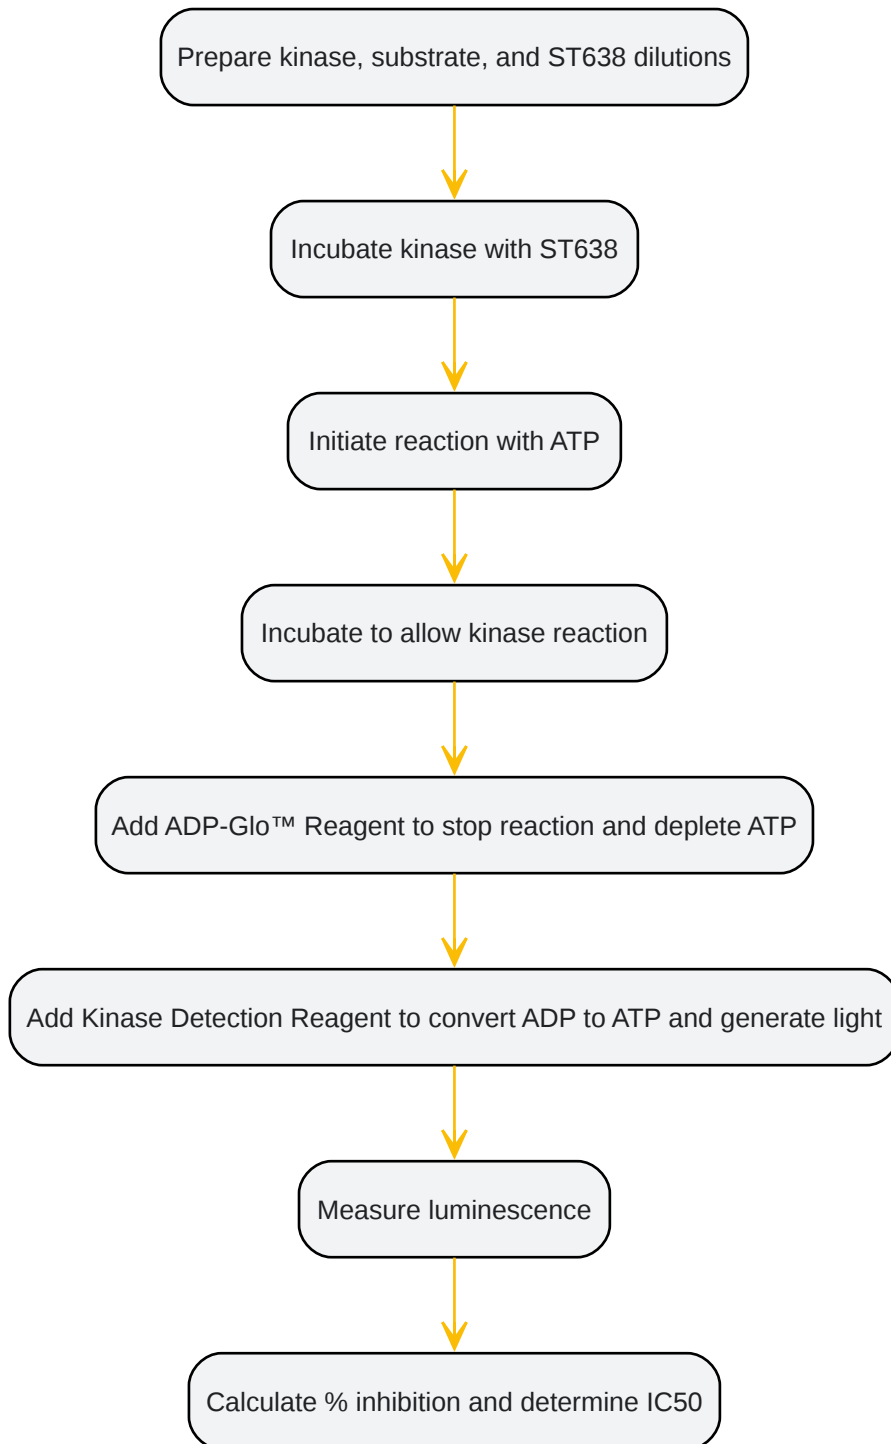 Prepare kinase, substrate, and ST638 dilutions
Incubate kinase with ST638
Initiate reaction with ATP
Incubate to allow kinase reaction
Add ADP-Glo™ Reagent to stop reaction and deplete ATP
Add Kinase Detection Reagent to convert ADP to ATP and generate light
Measure luminescence
Calculate % inhibition and determine IC50